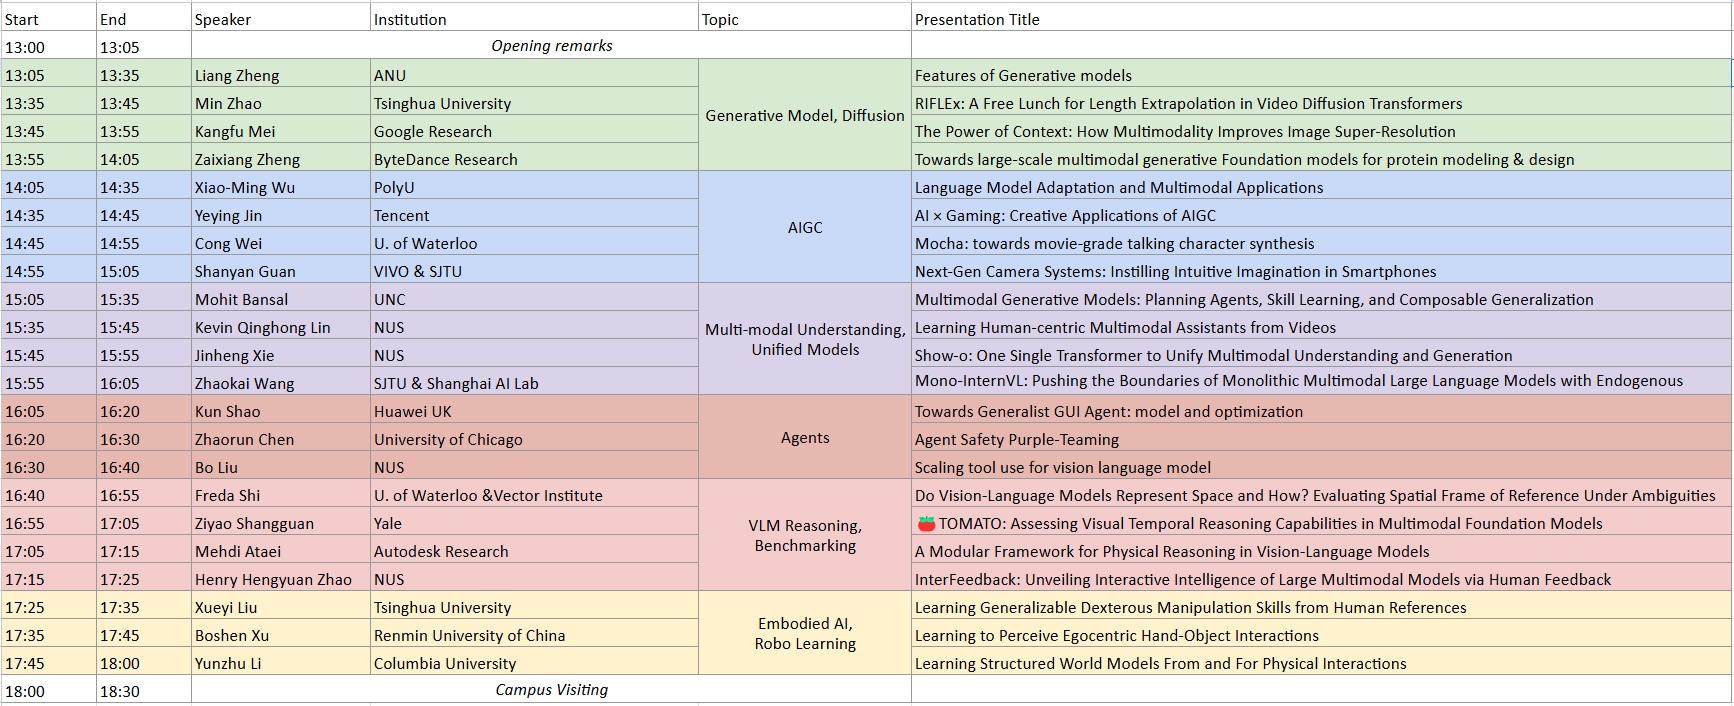 Start End Speaker Institution Topic Presentation Title
13:00 13:05 Opening remarks
13:05 13:35 Liang Zheng ANU Features of Generative models
13:35 13:45 Min Zhao Tsinghua University RIFLEx: A Free Lunch for Length Extrapolation in Video Diffusion Transformers
Generative Model, Diffusion
13:45 13:55 Kangfu Mei Google Research The Power of Context: How Multimodality Improves Image Super-Resolution
13:55 14:05 Zaixiang Zheng ByteDance Research Towards large-scale multimodal generative Foundation models for protein modeling & design
14:05 14:35 Xiao-Ming Wu PolyU Language Model Adaptation and Multimodal Applications
14:35 14:45 Yeying Jin Tencent AI × Gaming: Creative Applications of AIGC
AIGC
14:45 14:55 Cong Wei U. of Waterloo Mocha: towards movie-grade talking character synthesis
14:55 15:05 Shanyan Guan VIVO & SJTU Next-Gen Camera Systems: Instilling Intuitive Imagination in Smartphones
15:05 15:35 Mohit Bansal UNC Multimodal Generative Models: Planning Agents, Skill Learning, and Composable Generalization
15:35 15:45 Kevin Qinghong Lin NUS Learning Human-centric Multimodal Assistants from Videos
Multi-modal Understanding,
Unified Models
15:45 15:55 Jinheng Xie NUS Show-o: One Single Transformer to Unify Multimodal Understanding and Generation
15:55 16:05 Zhaokai Wang SJTU & Shanghai AI Lab Mono-InternVL: Pushing the Boundaries of Monolithic Multimodal Large Language Models with Endogenous
16:05 16:20 Kun Shao Huawei UK Towards Generalist GUI Agent: model and optimization
16:20 16:30 Zhaorun Chen University of Chicago Agents Agent Safety Purple-Teaming
16:30 16:40 Bo Liu NUS Scaling tool use for vision language model
16:40 16:55 Freda Shi U. of Waterloo &Vector Institute Do Vision-Language Models Represent Space and How? Evaluating Spatial Frame of Reference Under Ambiguities
16:55 17:05 Ziyao Shangguan Yale 🍅 TOMATO: Assessing Visual Temporal Reasoning Capabilities in Multimodal Foundation Models
VLM Reasoning,
Benchmarking
17:05 17:15 Mehdi Ataei Autodesk Research A Modular Framework for Physical Reasoning in Vision-Language Models
17:15 17:25 Henry Hengyuan Zhao NUS InterFeedback: Unveiling Interactive Intelligence of Large Multimodal Models via Human Feedback
17:25 17:35 Xueyi Liu Tsinghua University Learning Generalizable Dexterous Manipulation Skills from Human References
Embodied AI,
Robo Learning
17:35 17:45 Boshen Xu Renmin University of China Learning to Perceive Egocentric Hand-Object Interactions
17:45 18:00 Yunzhu Li Columbia University Learning Structured World Models From and For Physical Interactions
18:00 18:30 Campus Visiting